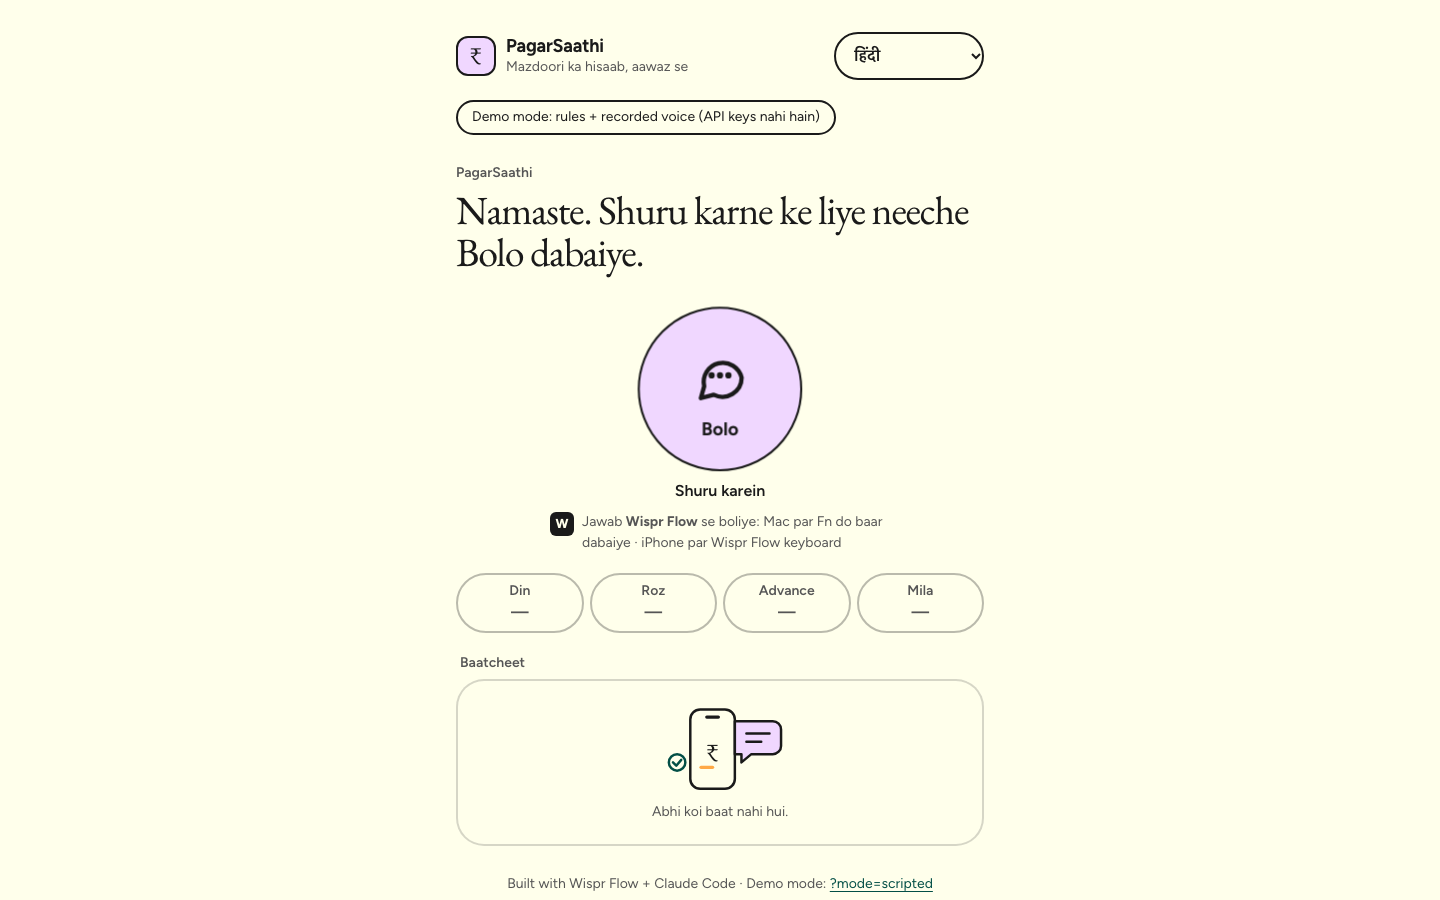 ₹
PagarSaathi
Mazdoori ka hisaab, aawaz se
हिंदी
Demo mode: rules + recorded voice (API keys nahi hain)
PagarSaathi
Namaste. Shuru karne ke liye neeche
Bolo dabaiye.
Bolo
Shuru karein
W
Jawab Wispr Flow se boliye: Mac par Fn do baar
dabaiye · iPhone par Wispr Flow keyboard
Din
—
Roz
—
Advance
—
Mila
—
Baatcheet
₹
Abhi koi baat nahi hui.
Built with Wispr Flow + Claude Code · Demo mode: ?mode=scripted